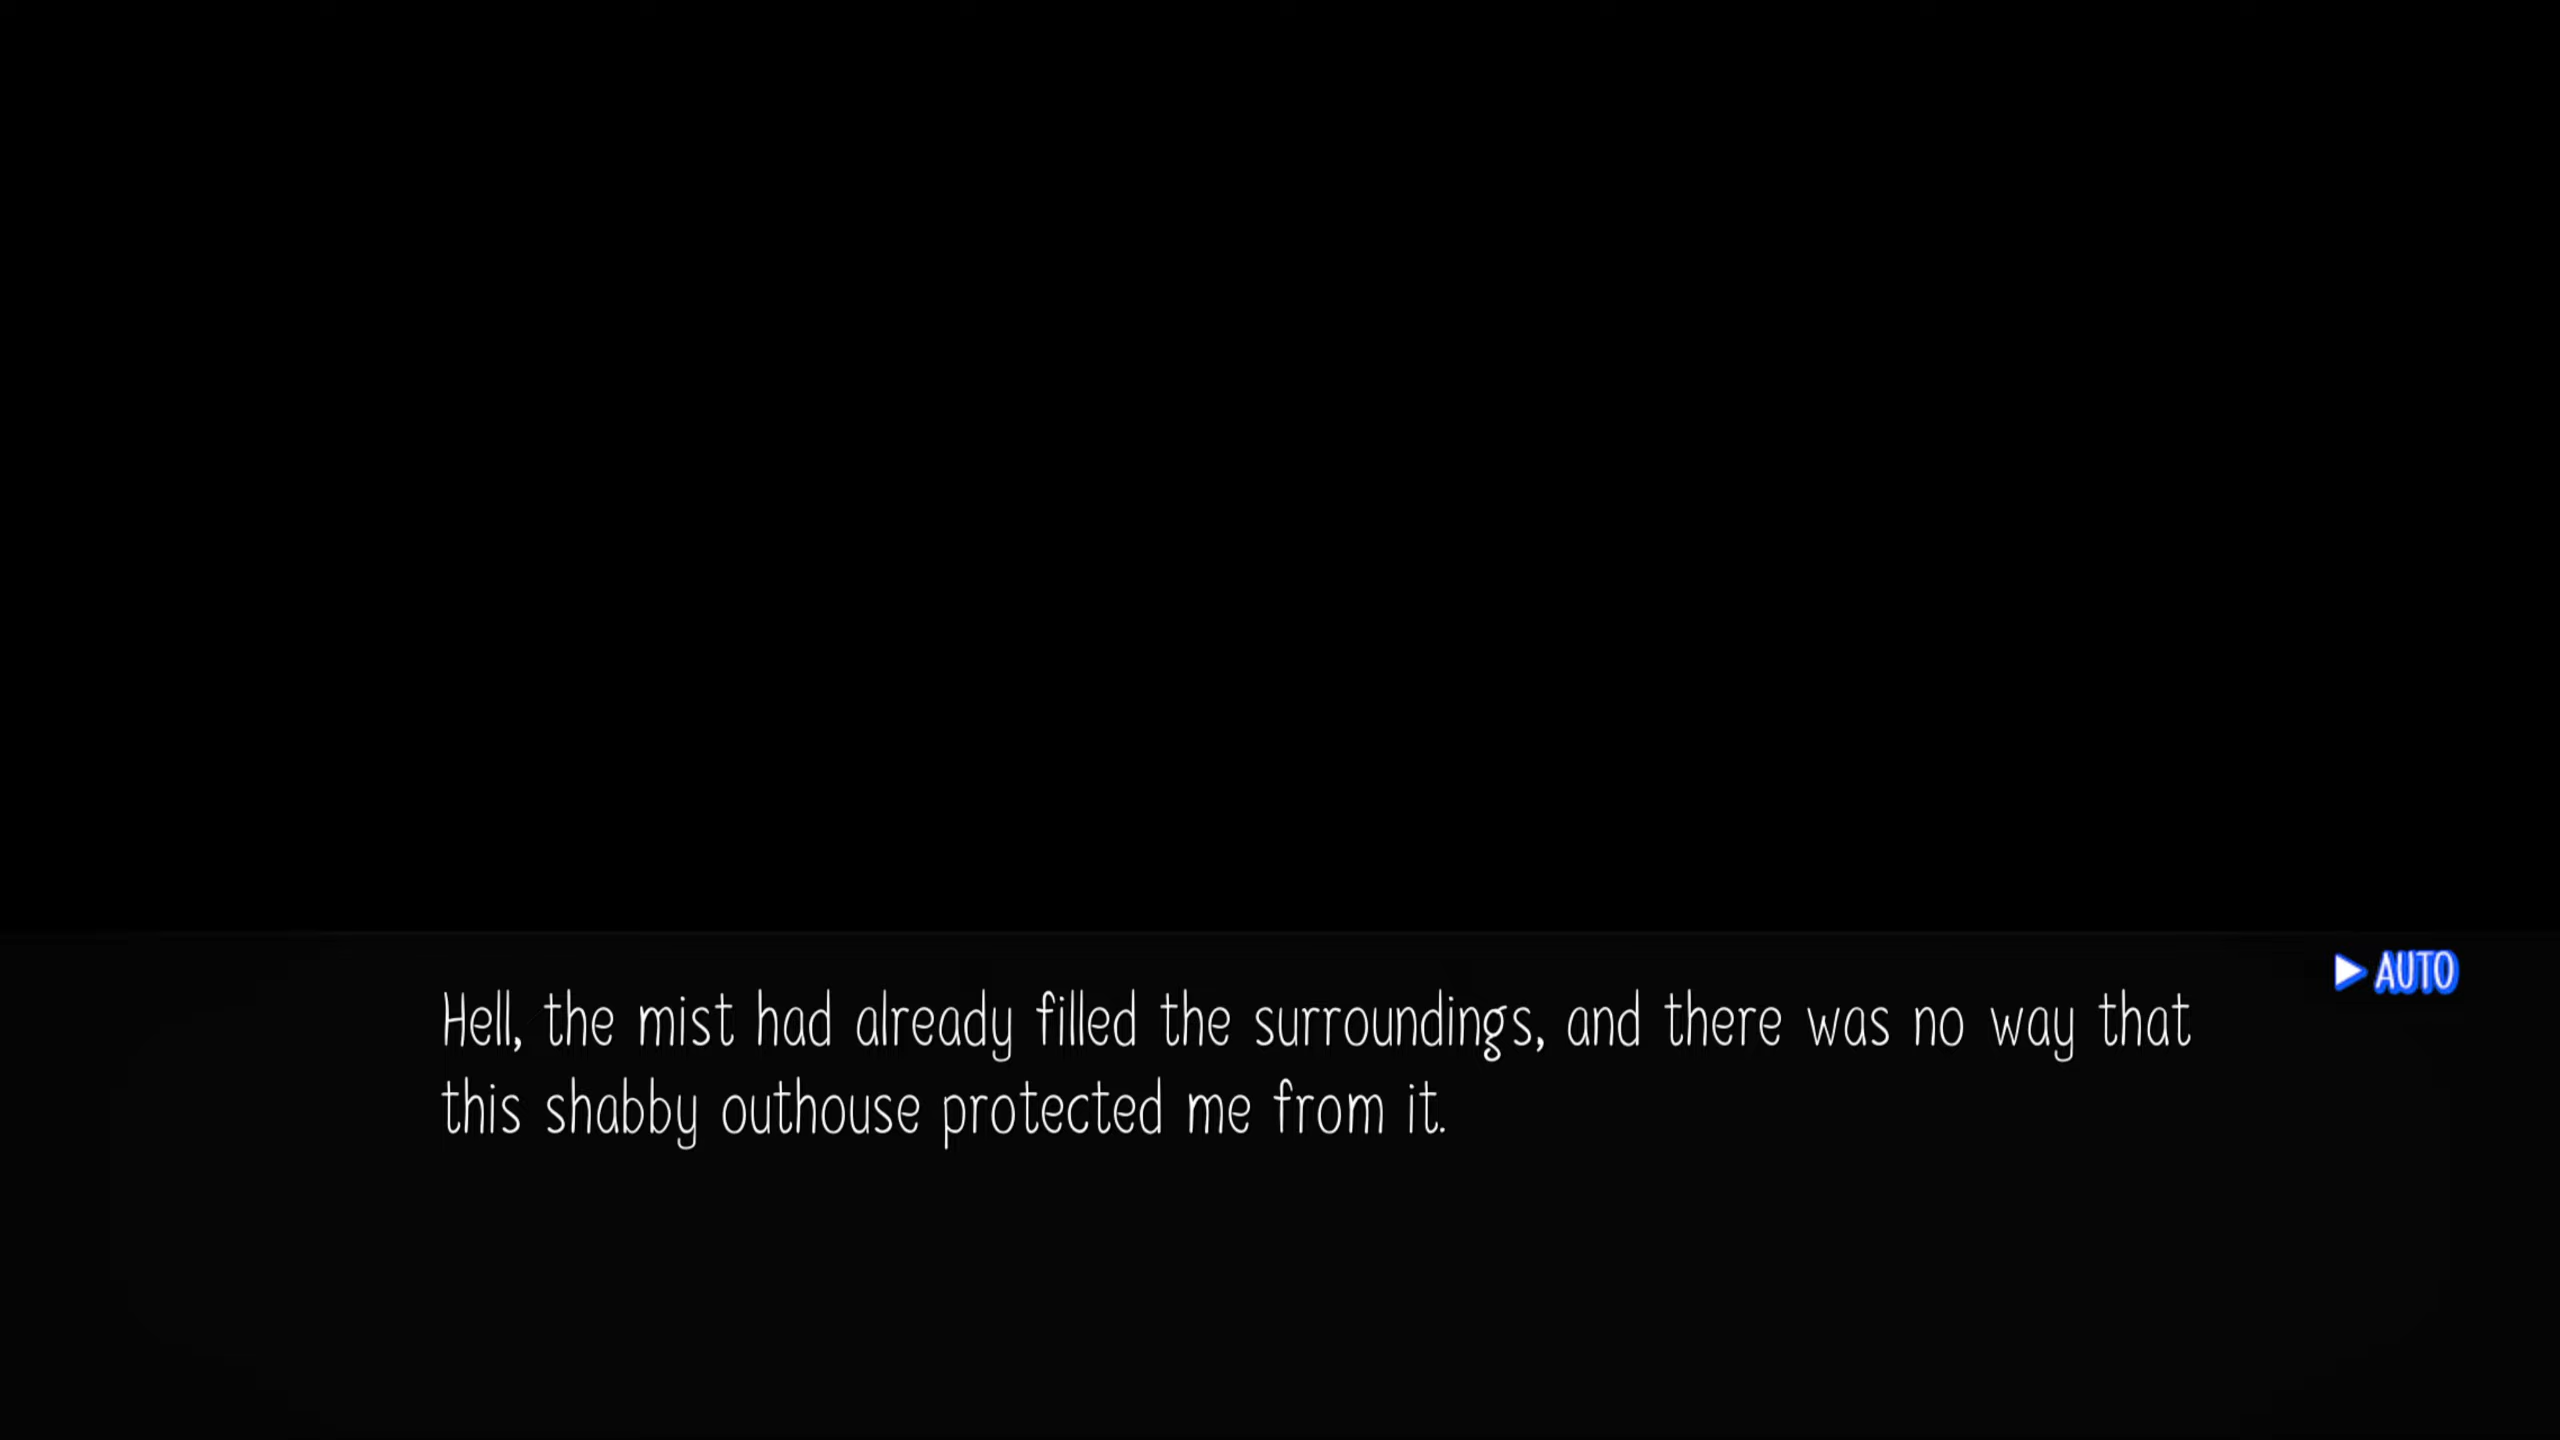 AUTO
Hell, the mist had already filled the surroundings, and there was no way that
this shabby outhouse protected me from it.